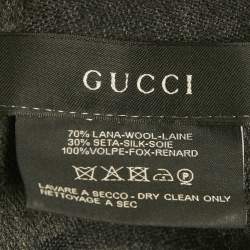 GUCCI
70% LANA-WOOL-LAINE
30% SETA-SILK-SOIE
100%VOLPE-FOX-RENARD
LAVARE A SECCO - DRY CLEAN ONLY
NETTOYAGE A SEC